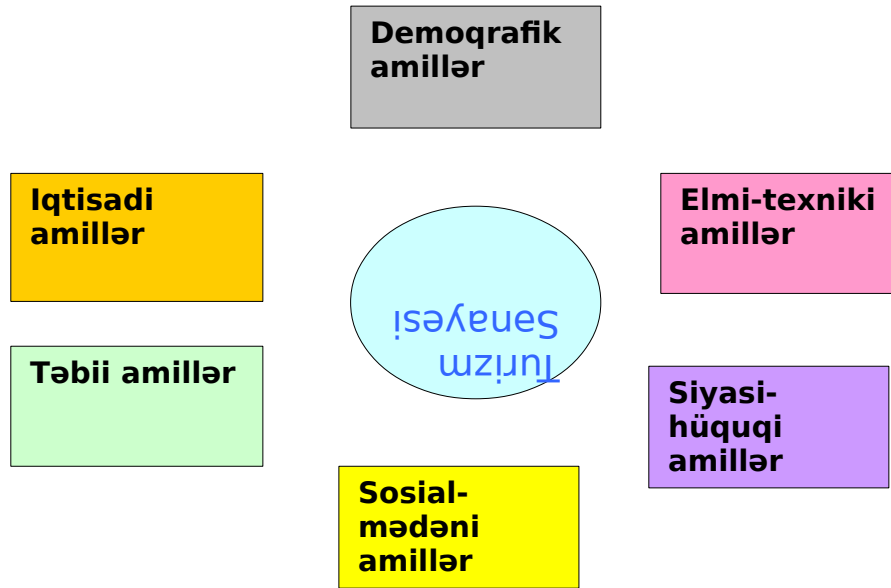 Demoqrafik
amillər
Iqtisadi
amillər
Elmi-texniki
amillər
Turizm
Sənayesi
Təbii amillər
Siyasi-
hüquqi
amillər
Sosial-
mədəni
amillər